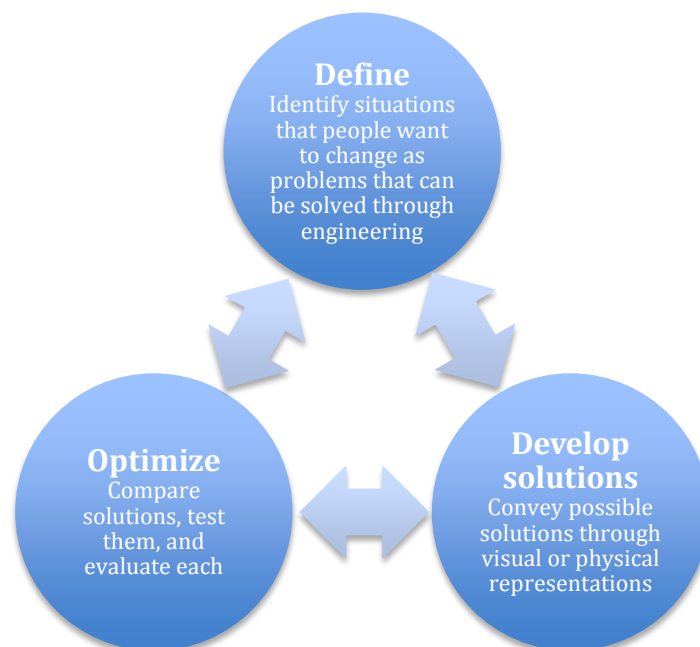 Define
Identify situations
that people want
to change as
problems that can
be solved through
engineering
Optimize
Compare
solutions, test
them, and
evaluate each
Develop
solutions
Convey possible
solutions through
visual or physical
representations